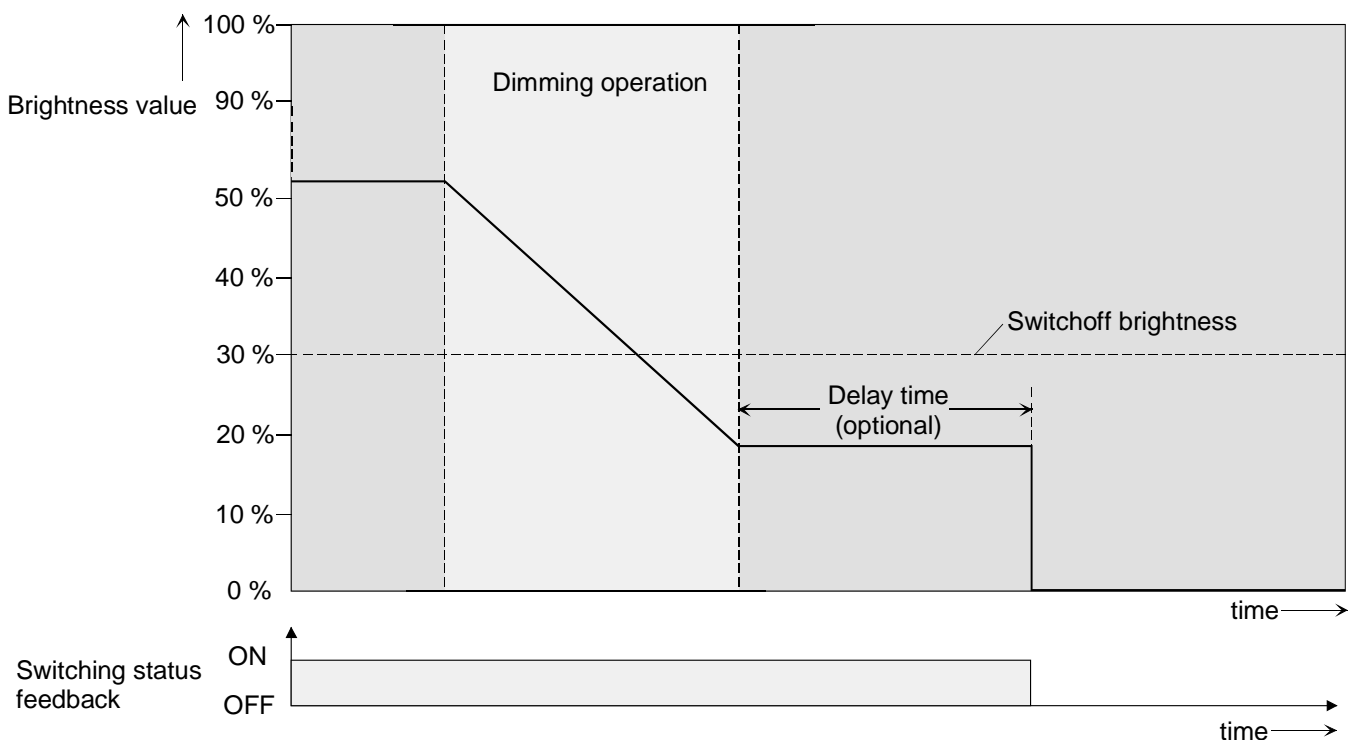 100 %
Dimming operation
Brightness value
90 %
50 %
40 %
Switchoff brightness
30 %
Delay time
(optional)
20 %
10 %
0 %
time
Switching status
feedback
ON
OFF
time